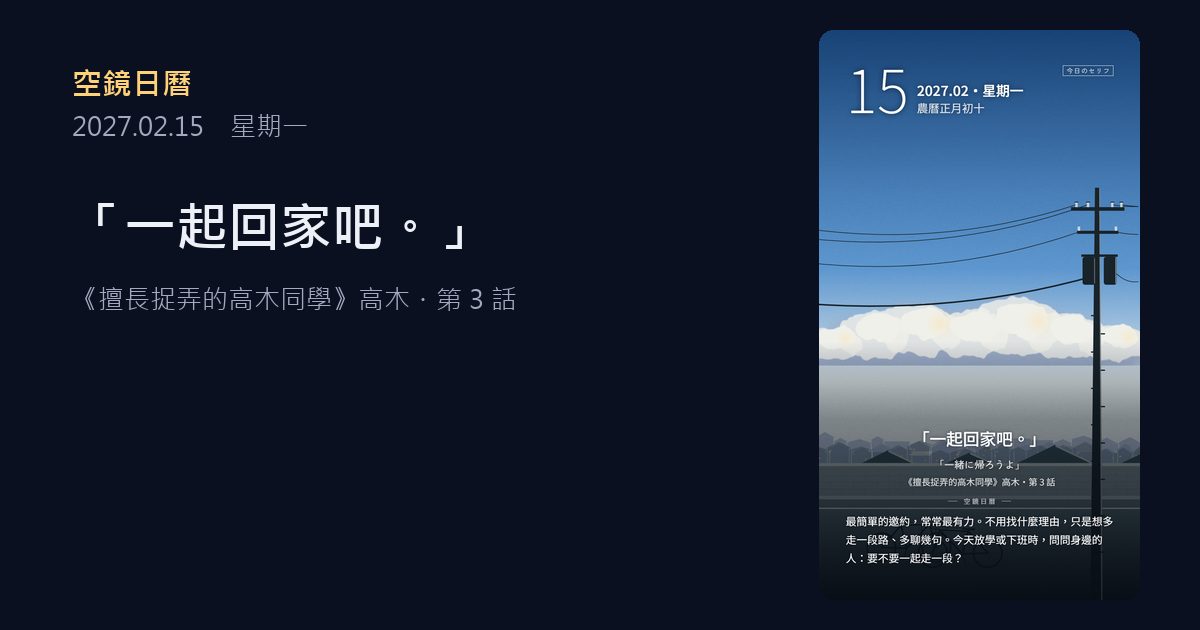 空鏡日曆
2027.02.15 星期一
「一起回家吧。」
《擅長捉弄的高木同學》高木・第 3 話
15
2027.02・星期一
農曆正月初十
今日のセリフ
「一起回家吧。」
「一緒に帰ろうよ」
《擅長捉弄的高木同學》高木・第 3 話
空鏡日曆
最簡單的邀約，常常最有力。不用找什麼理由，只是想多
走一段路、多聊幾句。今天放學或下班時，問問身邊的
人：要不要一起走一段？